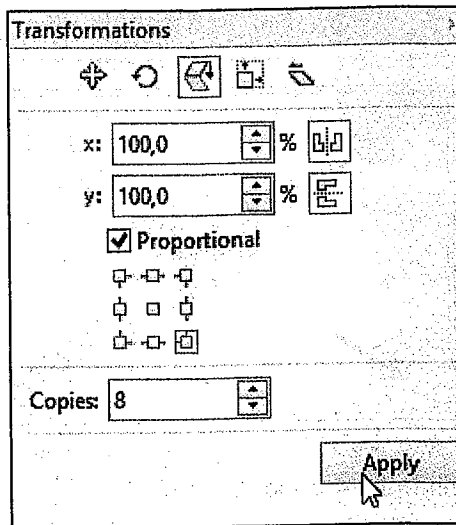 Transformations
x: 100,0 %
y: 100,0 %
Proportional
Copies: 8
Apply